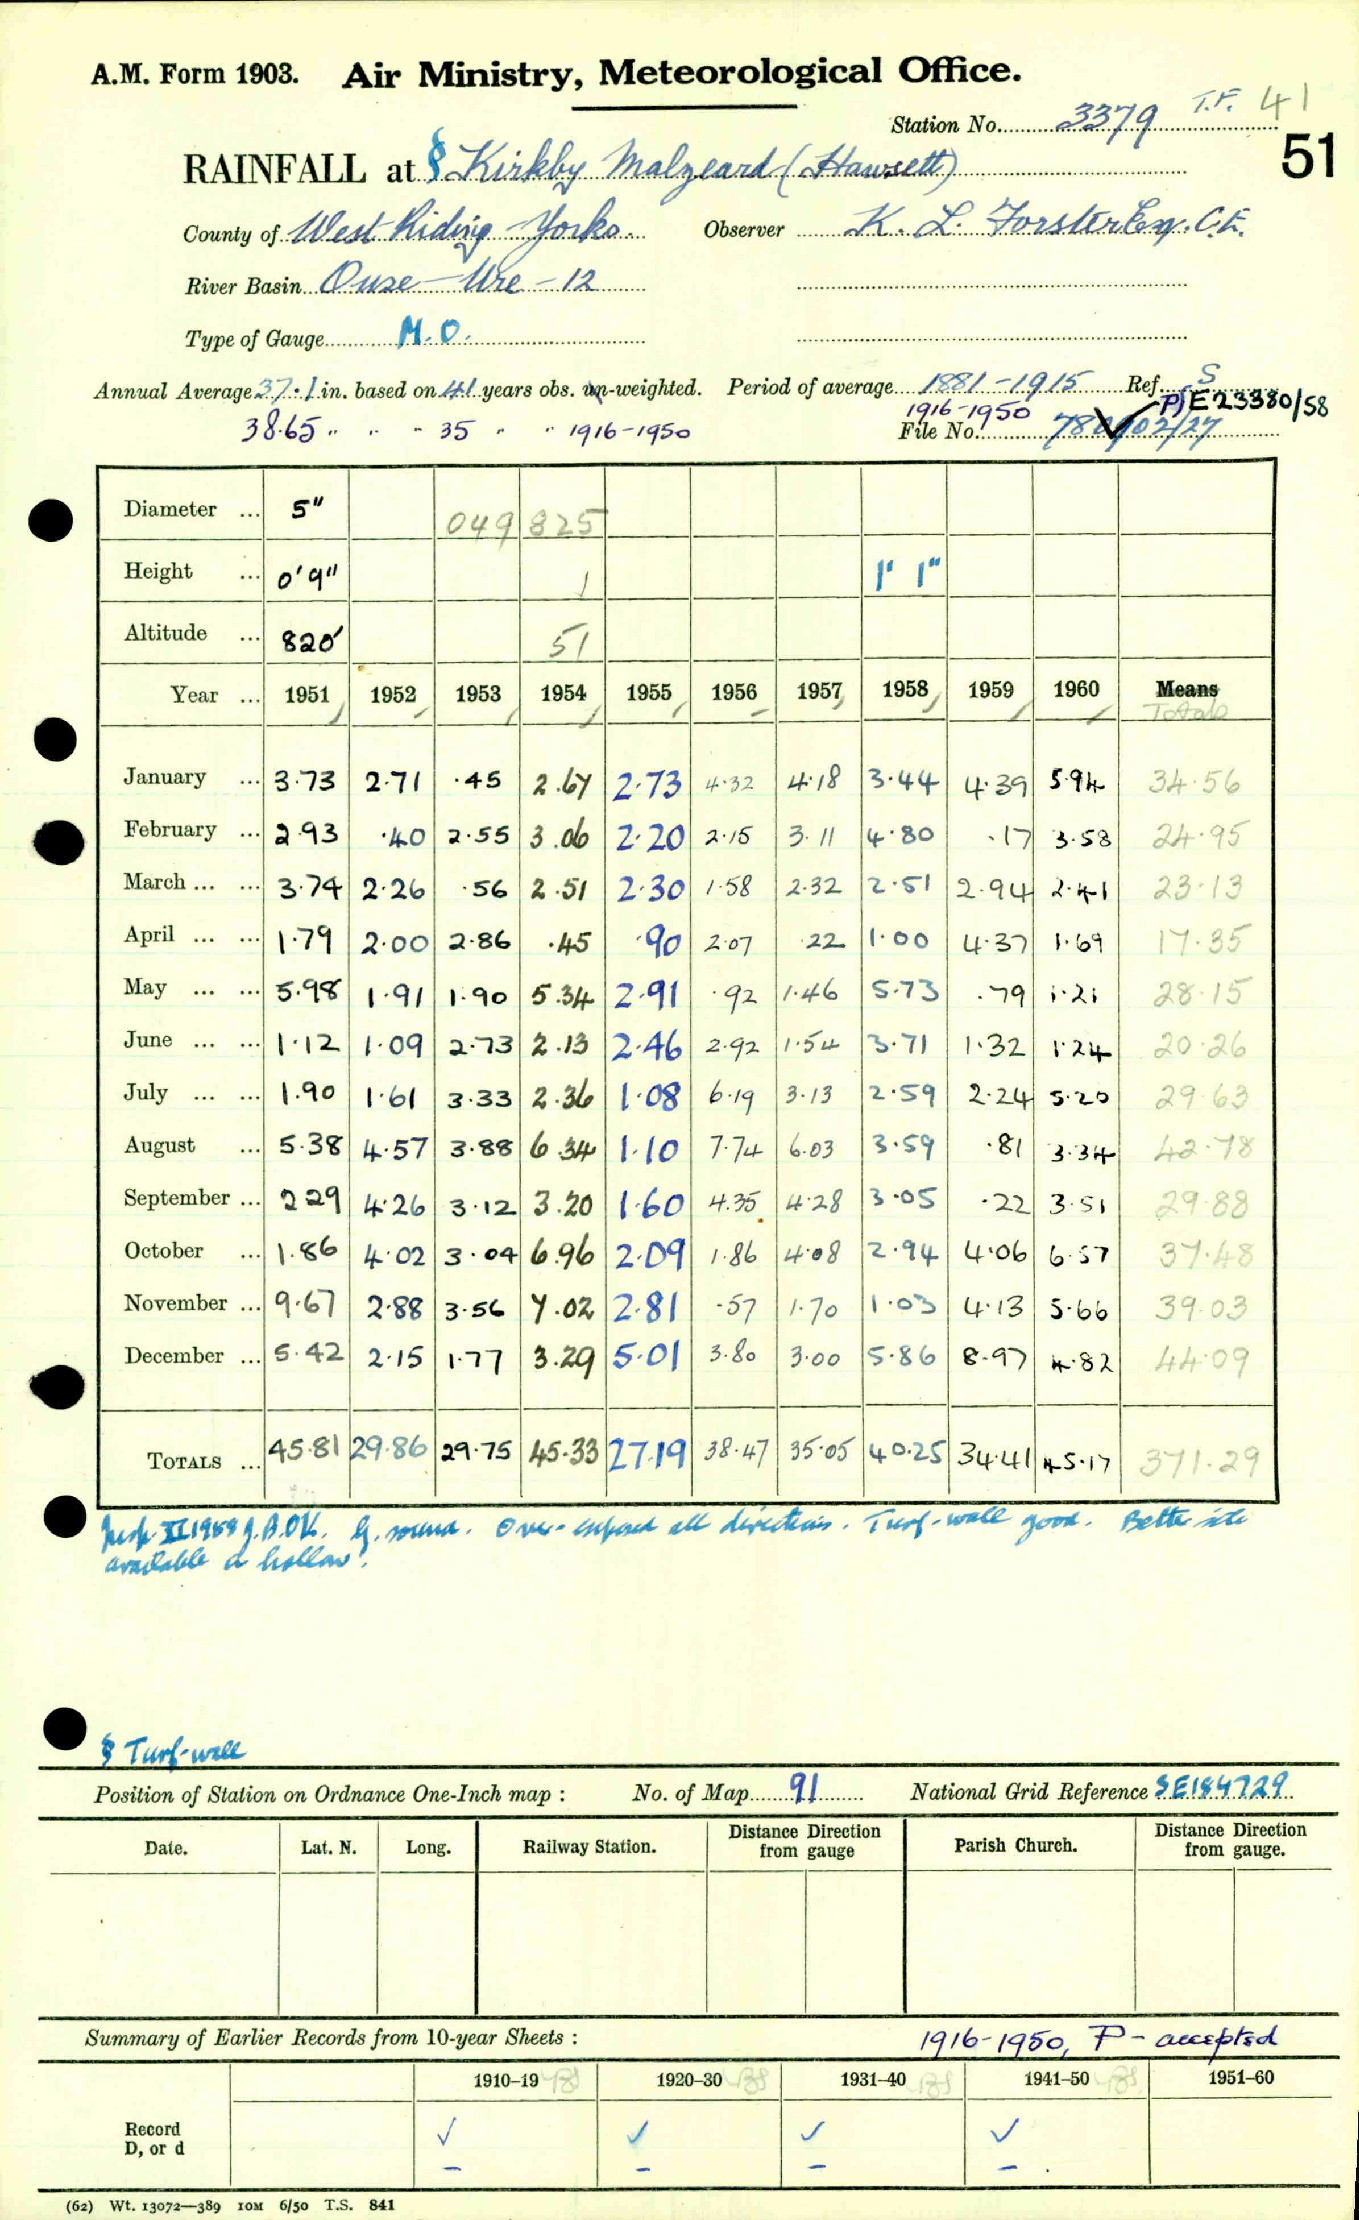 A.M. Form 1903. Air Ministry, Meteorological Office.
Station No. 3379 T.F. 41
51
RAINFALL at § Kirkby Malzeard (Hawsett)
County of West Riding Yorks. Observer K. L. Forster Esq. C.E.
River Basin Ouse – Ure – 12
Type of Gauge M.O.
Annual Average 37.1 in. based on 41 years obs. un-weighted. Period of average 1881-1915 Ref. S
1916-1950 PS E23380/58
38.65 " " " 35 " " 1916-1950 File No. 02/27
Diameter ... 5" 049 825
Height ... 0'9" 1 1' 1"
Altitude ... 820' 51
Year ... 1951 1952 1953 1954 1955 1956 1957 1958 1959 1960 Means
Totals
January ... 3.73 2.71 .45 2.67 2.73 4.32 4.18 3.44 4.39 5.94 34.56
February ... 2.93 .40 2.55 3.06 2.20 2.15 3.11 4.80 .17 3.58 24.95
March ... ... 3.74 2.26 .56 2.51 2.30 1.58 2.32 2.51 2.94 2.41 23.13
April ... ... 1.79 2.00 2.86 .45 .90 2.07 .22 1.00 4.37 1.69 17.35
May ... ... 5.98 1.91 1.90 5.34 2.91 .92 1.46 5.73 .79 1.21 28.15
June ... ... 1.12 1.09 2.73 2.13 2.46 2.92 1.54 3.71 1.32 1.24 20.26
July ... ... 1.90 1.61 3.33 2.36 1.08 6.19 3.13 2.59 2.24 5.20 29.63
August ... 5.38 4.57 3.88 6.34 1.10 7.74 6.03 3.59 .81 3.34 42.78
September ... 2 29 4.26 3.12 3.20 1.60 4.35 4.28 3.05 .22 3.51 29.88
October ... 1.86 4.02 3.04 6.96 2.09 1.86 4.08 2.94 4.06 6.57 37.48
November ... 9.67 2.88 3.56 7.02 2.81 .57 1.70 1.03 4.13 5.66 39.03
December ... 5.42 2.15 1.77 3.29 5.01 3.80 3.00 5.86 8.97 4.82 44.09
TOTALS ... 45.81 29.86 29.75 45.33 27.19 38.47 35.05 40.25 34.41 45.17 371.29
Insp. XI 1958 J.B. O.K. G. sound. Over-exposed all directions. Turf-wall good. Better site
available in hollow.
§ Turf-wall
Position of Station on Ordnance One-Inch map : No. of Map 91 National Grid Reference SE184729
Date. Lat. N. Long. Railway Station. Distance Direction from gauge Parish Church. Distance Direction from gauge.
Summary of Earlier Records from 10-year Sheets : 1916-1950, P – accepted
1910–19 1920–30 1931–40 1941–50 1951–60
Record
D, or d ✓ ✓ ✓ ✓
– – – –
(62) Wt. 13072—389 10M 6/50 T.S. 841